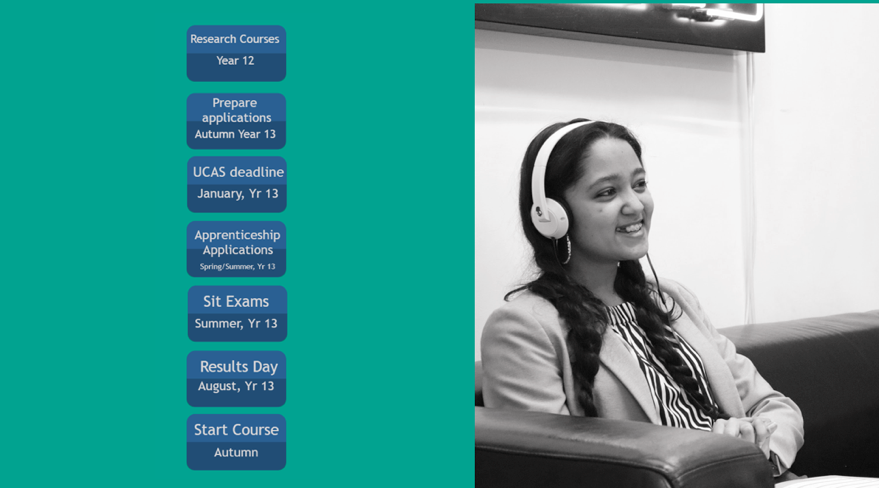 Research Courses
Year 12
Prepare
applications
Autumn Year 13
UCAS deadline
January, Yr 13
Apprenticeship
Applications
Spring/Summer, Yr 13
Sit Exams
Summer, Yr 13
Results Day
August, Yr 13
Start Course
Autumn